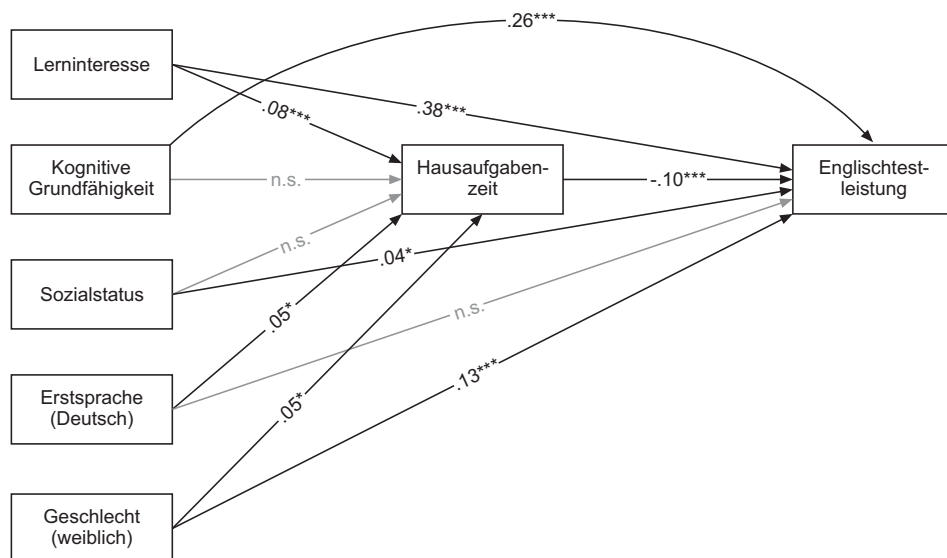 .26***
Lerninteresse
.08***
.38***
Kognitive
Grundfähigkeit
n.s.
Hausaufgaben-
zeit
-.10***
Englischtest-
leistung
n.s.
.04*
Sozialstatus
.05*
n.s.
Erstsprache
(Deutsch)
.05*
.13***
Geschlecht
(weiblich)